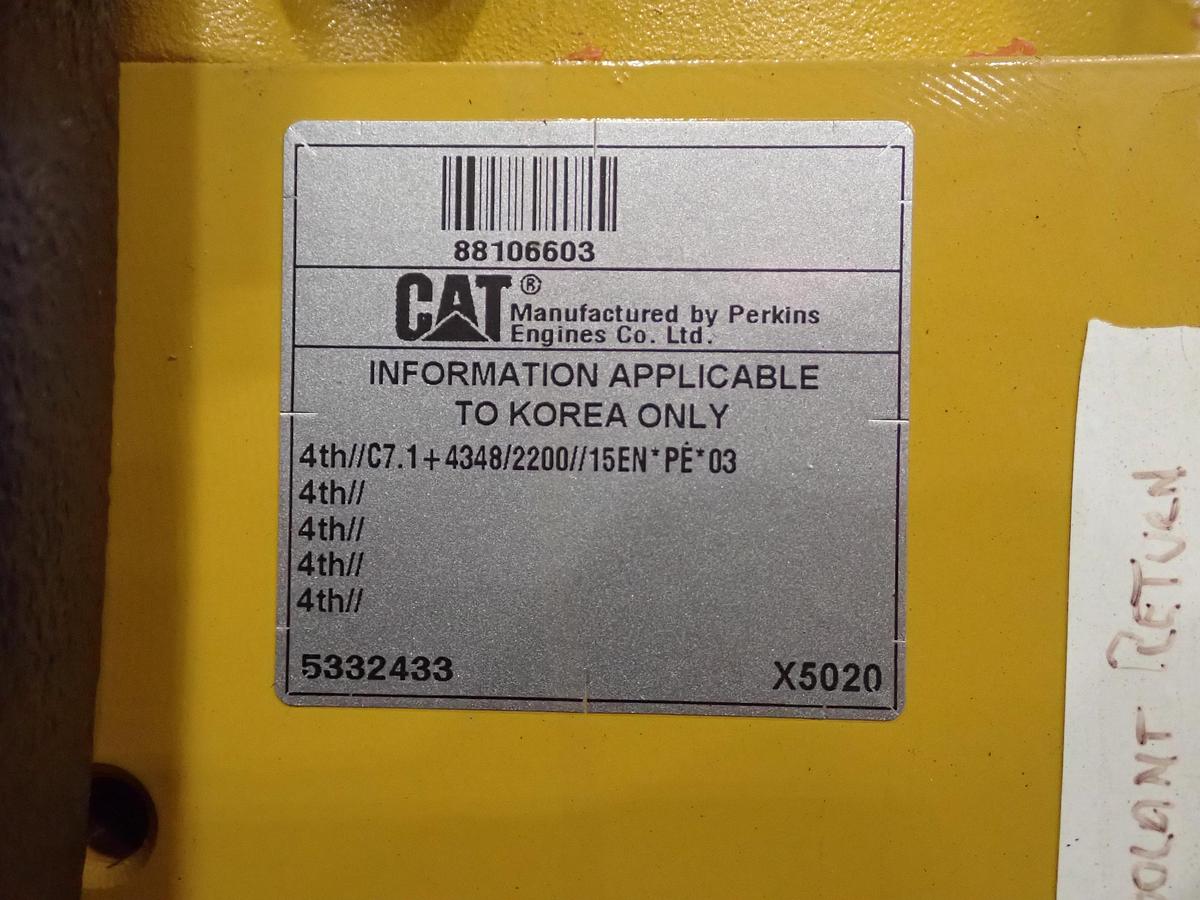 88106603
CAT®
Manufactured by Perkins
Engines Co. Ltd.
INFORMATION APPLICABLE
TO KOREA ONLY
4th//C7.1+4348/2200//15EN*PĖ*03
4th//
4th//
4th//
4th//
5332433
X5020
RETURN